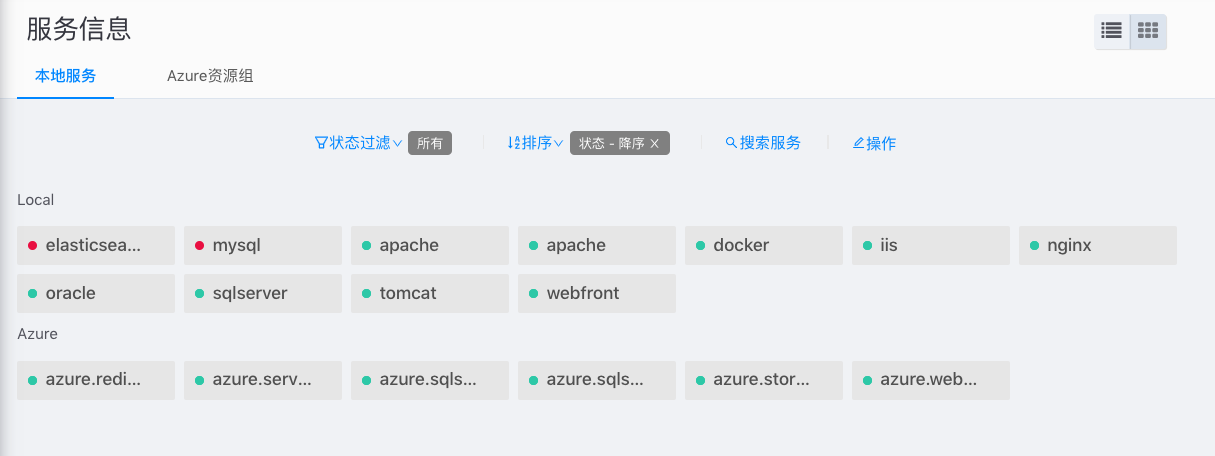 服务信息
本地服务 Azure资源组
状态过滤 所有 排序 状态 - 降序 X 搜索服务 操作
Local
elasticsea... mysql apache apache docker iis nginx
oracle sqlserver tomcat webfront
Azure
azure.redi... azure.serv... azure.sqls... azure.sqls... azure.stor... azure.web...